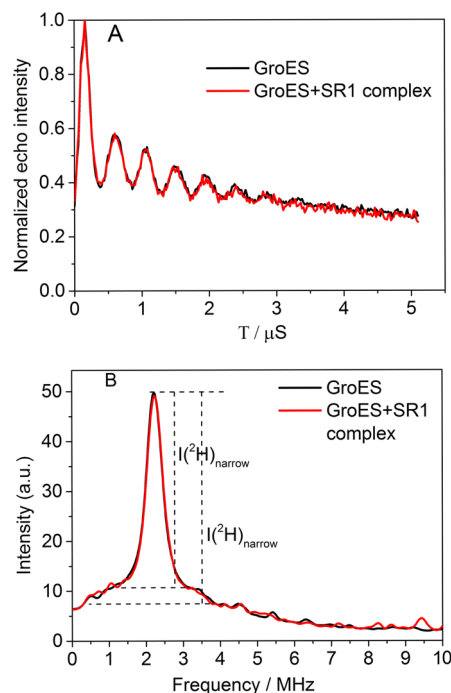 A
GroES
GroES+SR1 complex
Normalized echo intensity
1.0
0.8
0.6
0.4
0.2
0.0
0 1 2 3 4 5
T / μS
B
GroES
GroES+SR1
complex
I(²H)narrow
I(²H)narrow
Intensity (a.u.)
50
40
30
20
10
0
0 1 2 3 4 5 6 7 8 9 10
Frequency / MHz